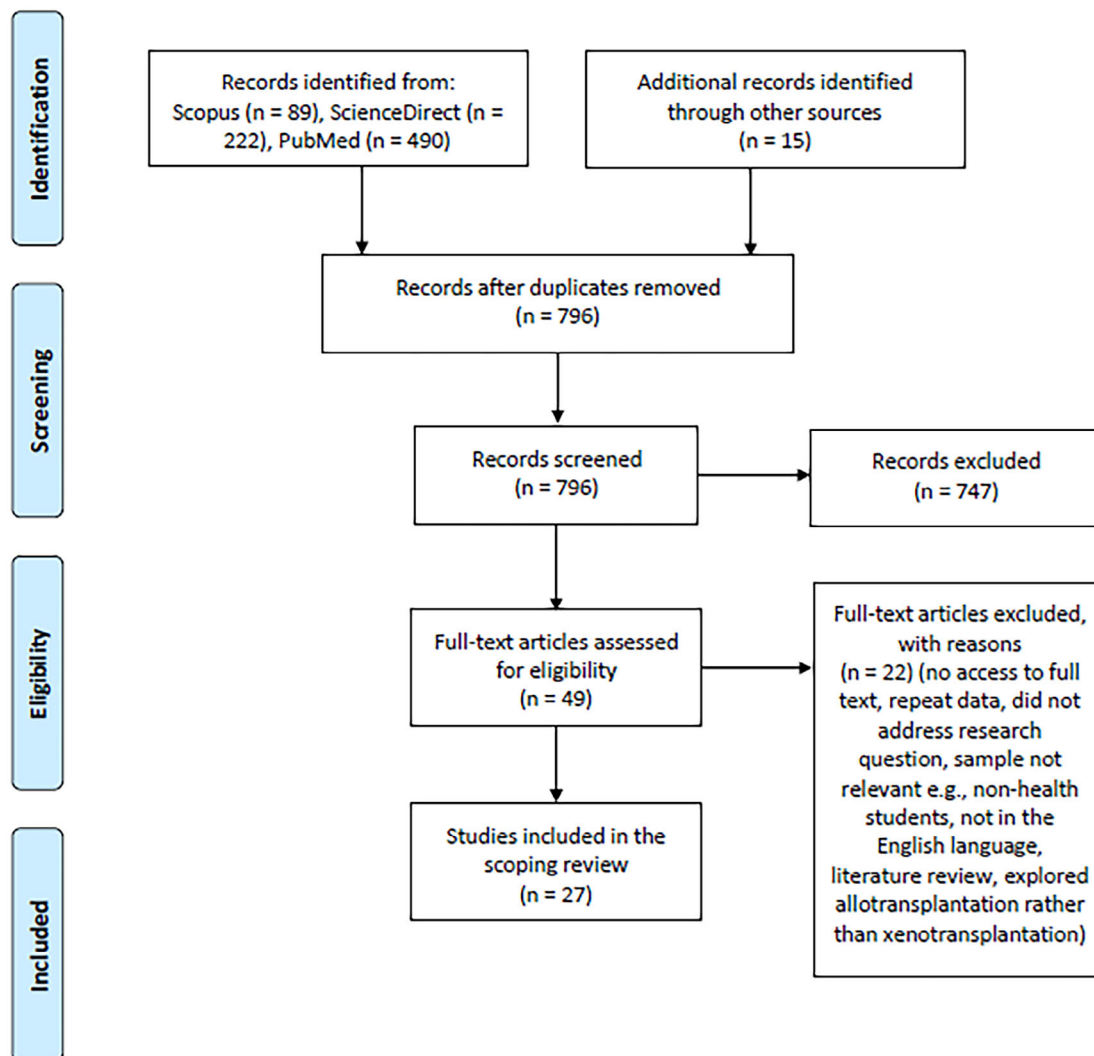 Identification
Records identified from:
Scopus (n = 89), ScienceDirect (n =
222), PubMed (n = 490)
Additional records identified
through other sources
(n = 15)
Records after duplicates removed
(n = 796)
Screening
Records screened
(n = 796)
Records excluded
(n = 747)
Eligibility
Full-text articles assessed
for eligibility
(n = 49)
Full-text articles excluded,
with reasons
(n = 22) (no access to full
text, repeat data, did not
address research
question, sample not
relevant e.g., non-health
students, not in the
English language,
literature review, explored
allotransplantation rather
than xenotransplantation)
Included
Studies included in the
scoping review
(n = 27)